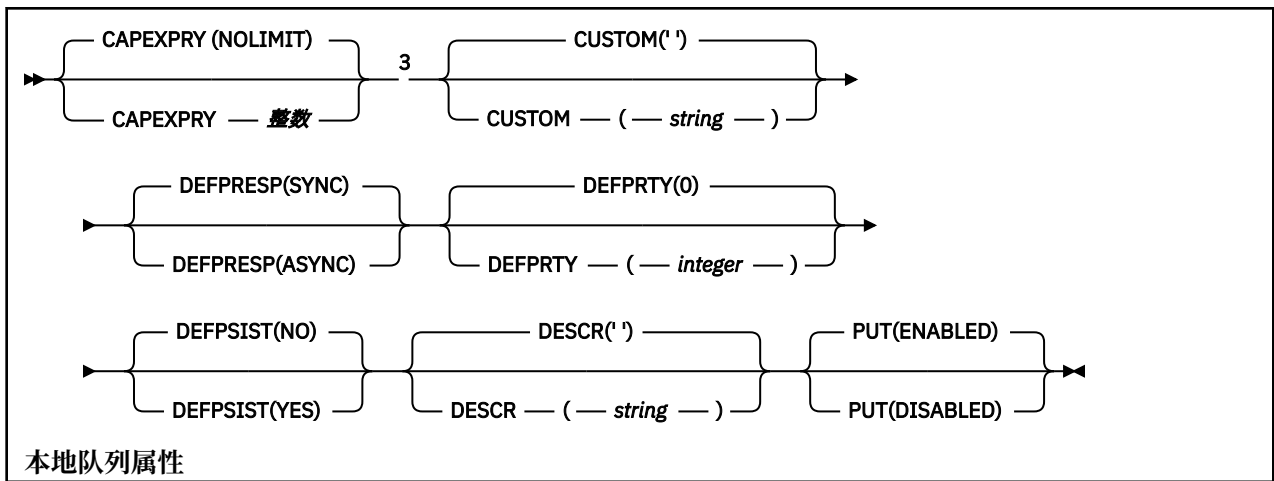 CAPEXPRY (NOLIMIT)
CAPEXPRY 整数
3
CUSTOM(' ')
CUSTOM ( string )
DEFPRESP(SYNC)
DEFPRESP(ASYNC)
DEFPRTY(0)
DEFPRTY ( integer )
DEFPSIST(NO)
DEFPSIST(YES)
DESCR(' ')
DESCR ( string )
PUT(ENABLED)
PUT(DISABLED)
本地队列属性